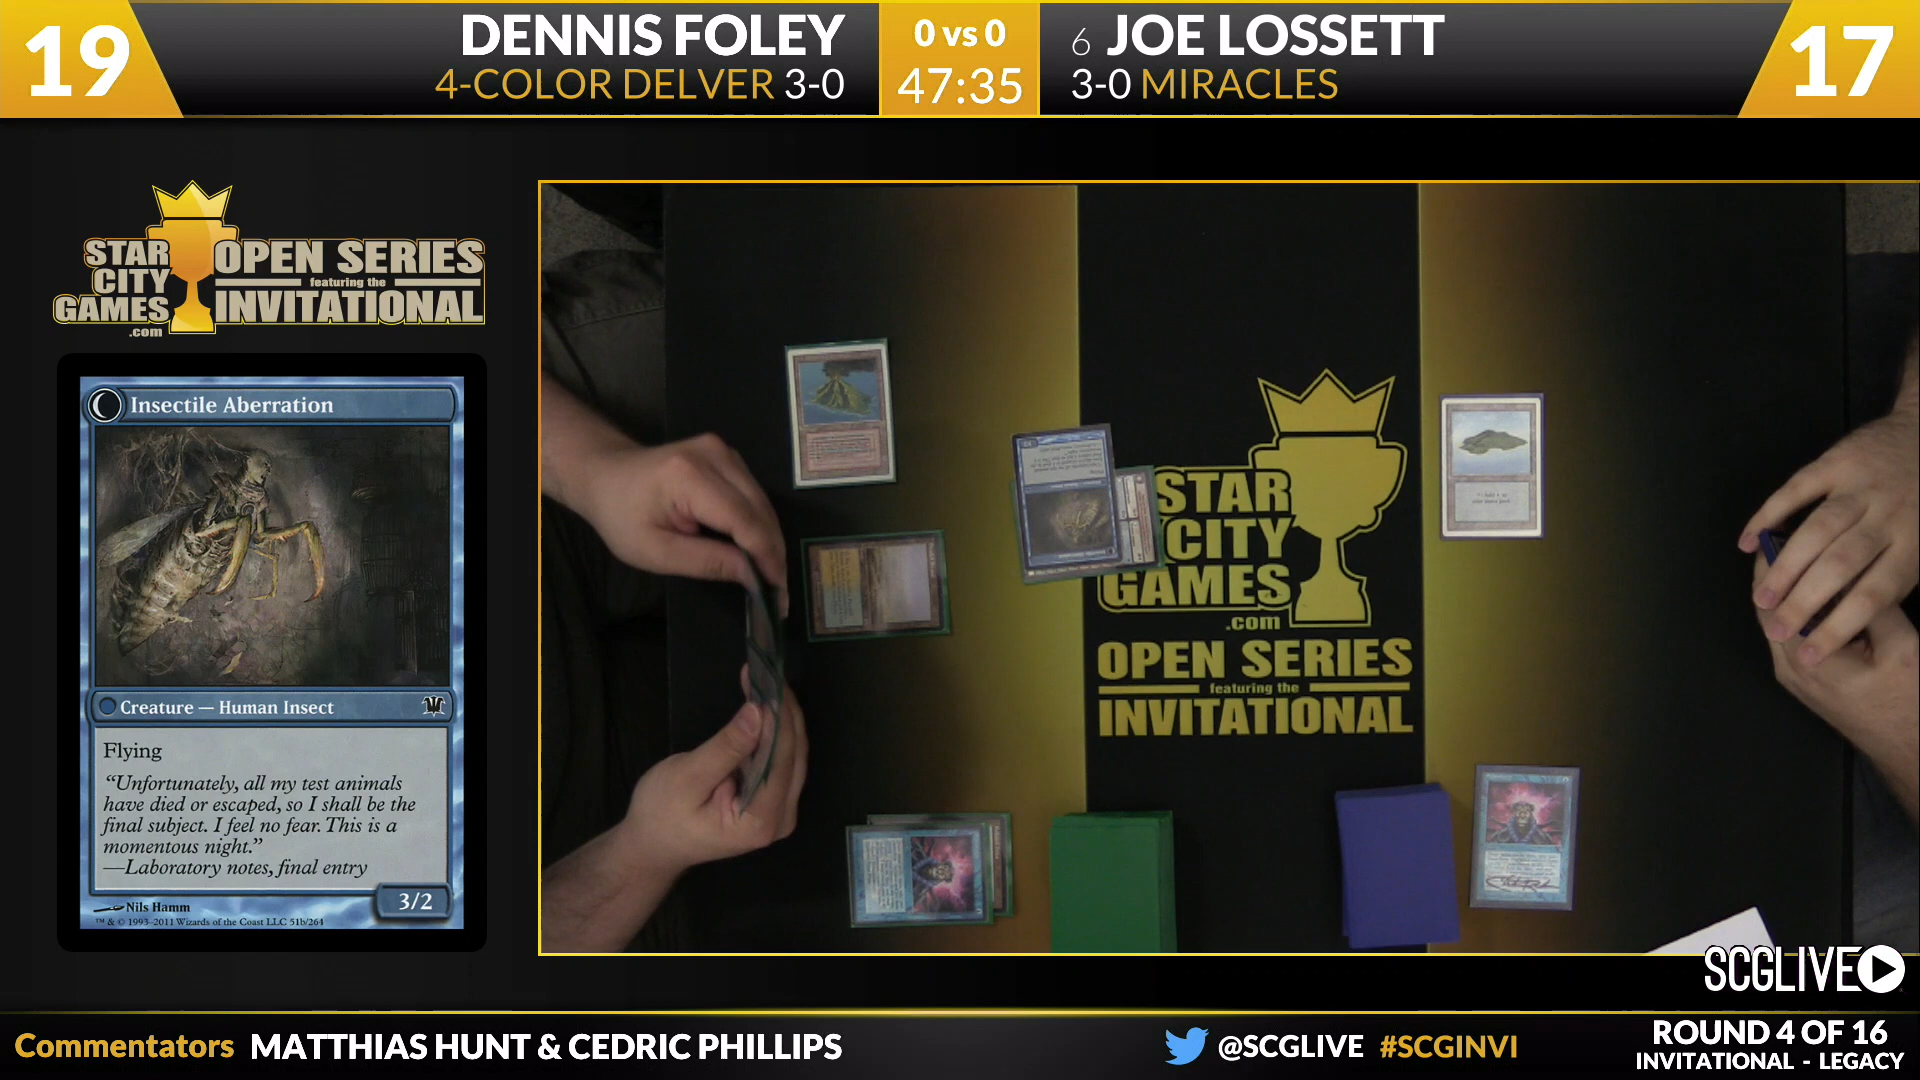 19
DENNIS FOLEY
4-COLOR DELVER 3-0
0 vs 0
47:35
6 JOE LOSSETT
3-0 MIRACLES
17
STAR
CITY
GAMES
.com
OPEN SERIES
featuring the
INVITATIONAL
Insectile Aberration
Creature — Human Insect
Flying
“Unfortunately, all my test animals
have died or escaped, so I shall be the
final subject. I feel no fear. This is a
momentous night.”
—Laboratory notes, final entry
3/2
Nils Hamm
™ & © 1993–2011 Wizards of the Coast LLC 51b/264
STAR
CITY
GAMES
.com
OPEN SERIES
featuring the
INVITATIONAL
SCGLIVE
Commentators MATTHIAS HUNT & CEDRIC PHILLIPS
@SCGLIVE #SCGINVI
ROUND 4 OF 16
INVITATIONAL - LEGACY